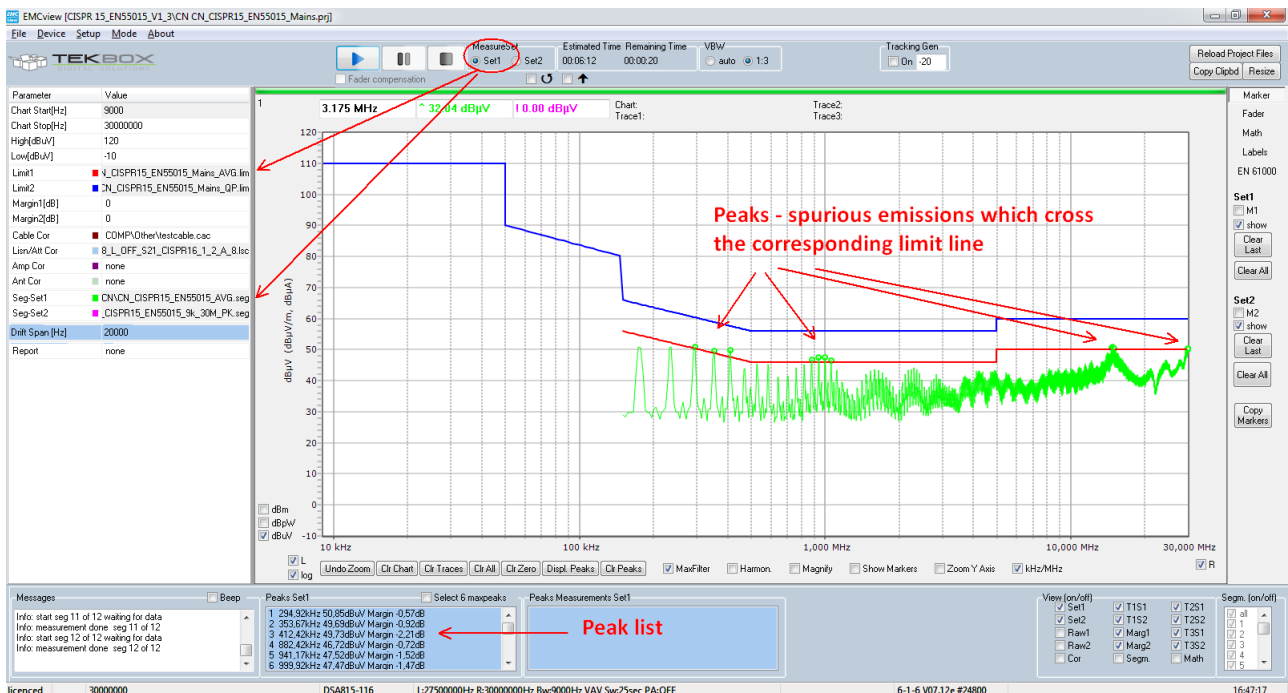 EMCview [CISPR 15_EN55015_V1_3\CN CN_CISPR15_EN55015_Mains.prj]
File Device Setup Mode About
TEKBOX
DIGITAL SOLUTIONS
Fader compensation
MeasureSet
Set1 Set2
Estimated Time Remaining Time
00:06:12 00:00:20
VBW
auto 1:3
Tracking Gen
On -20
Reload Project Files
Copy Clipbd Resize
Parameter Value
Chart Start[Hz] 9000
Chart Stop[Hz] 30000000
High[dBuV] 120
Low[dBuV] -10
Limit1 N_CISPR15_EN55015_Mains_AVG.lim
Limit2 CN_CISPR15_EN55015_Mains_QP.lim
Margin1[dB] 0
Margin2[dB] 0
Cable Cor COMP\Other\testcable.cac
Lisn/Att Cor 8_L_OFF_S21_CISPR16_1_2_A_8.lsc
Amp Cor none
Ant Cor none
Seg-Set1 CN\CN_CISPR15_EN55015_AVG.seg
Seg-Set2 _CISPR15_EN55015_9k_30M_PK.seg
Drift Span [Hz] 20000
Report none
1
3.175 MHz
^ 32.04 dBµV
! 0.00 dBµV
Chart:
Trace1:
Trace2:
Trace3:
dBµV (dBµV/m, dBµA)
120
110
100
90
80
70
60
50
40
30
20
10
0
-10
Peaks - spurious emissions which cross
the corresponding limit line
dBm
dBpW
dBuV
10 kHz
100 kHz
1,000 MHz
10,000 MHz
30,000 MHz
L
log
Undo Zoom Clr Chart Clr Traces Clr All Clr Zero Displ. Peaks Clr Peaks
MaxFilter Harmon. Magnify Show Markers Zoom Y Axis kHz/MHz
R
Marker
Fader
Math
Labels
EN 61000
Set1
M1
show
Clear
Last
Clear All
Set2
M2
show
Clear
Last
Clear All
Copy
Markers
Messages
Beep
Info: start seg 11 of 12 waiting for data
Info: measurement done seg 11 of 12
Info: start seg 12 of 12 waiting for data
Info: measurement done seg 12 of 12
Peaks Set1
Select 6 maxpeaks
1 294,92kHz 50,85dBuV Margin -0,57dB
2 353,67kHz 49,69dBuV Margin -0,92dB
3 412,42kHz 49,73dBuV Margin -2,21dB
4 882,42kHz 46,72dBuV Margin -0,72dB
5 941,17kHz 47,52dBuV Margin -1,52dB
6 999,92kHz 47,47dBuV Margin -1,47dB
Peaks Measurements Set1
Peak list
View (on/off)
Set1 T1S1 T2S1
Set2 T1S2 T2S2
Raw1 Marg1 T3S1
Raw2 Marg2 T3S2
Cor Segm. Math
Segm. (on/off)
all
1
2
3
4
5
licenced
30000000
DSA815-116
L:27500000Hz R:30000000Hz Bw:9000Hz VAV Sw:25sec PA:OFF
6-1-6 V07.12e #24800
16:47:17